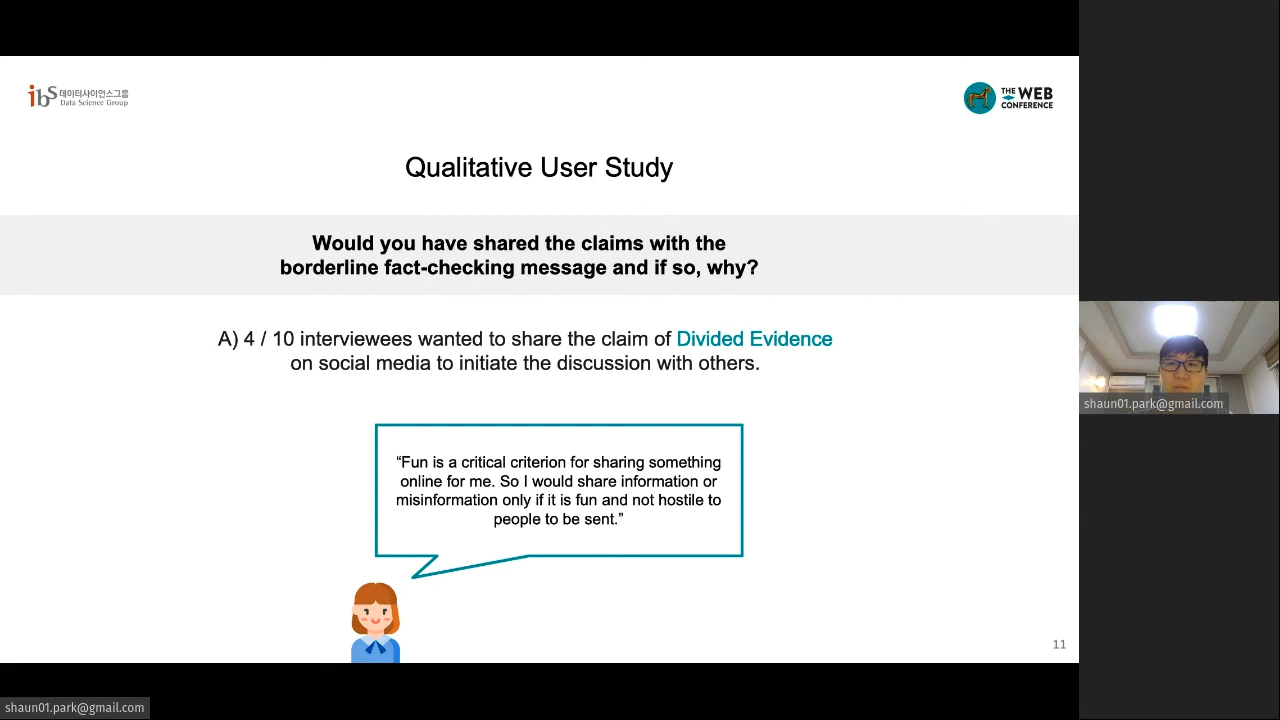 ibS 데이터사이언스그룹
Data Science Group
THE WEB
CONFERENCE
Qualitative User Study
Would you have shared the claims with the
borderline fact-checking message and if so, why?
A) 4 / 10 interviewees wanted to share the claim of Divided Evidence
on social media to initiate the discussion with others.
“Fun is a critical criterion for sharing something
online for me. So I would share information or
misinformation only if it is fun and not hostile to
people to be sent.”
11
shaun01.park@gmail.com
shaun01.park@gmail.com